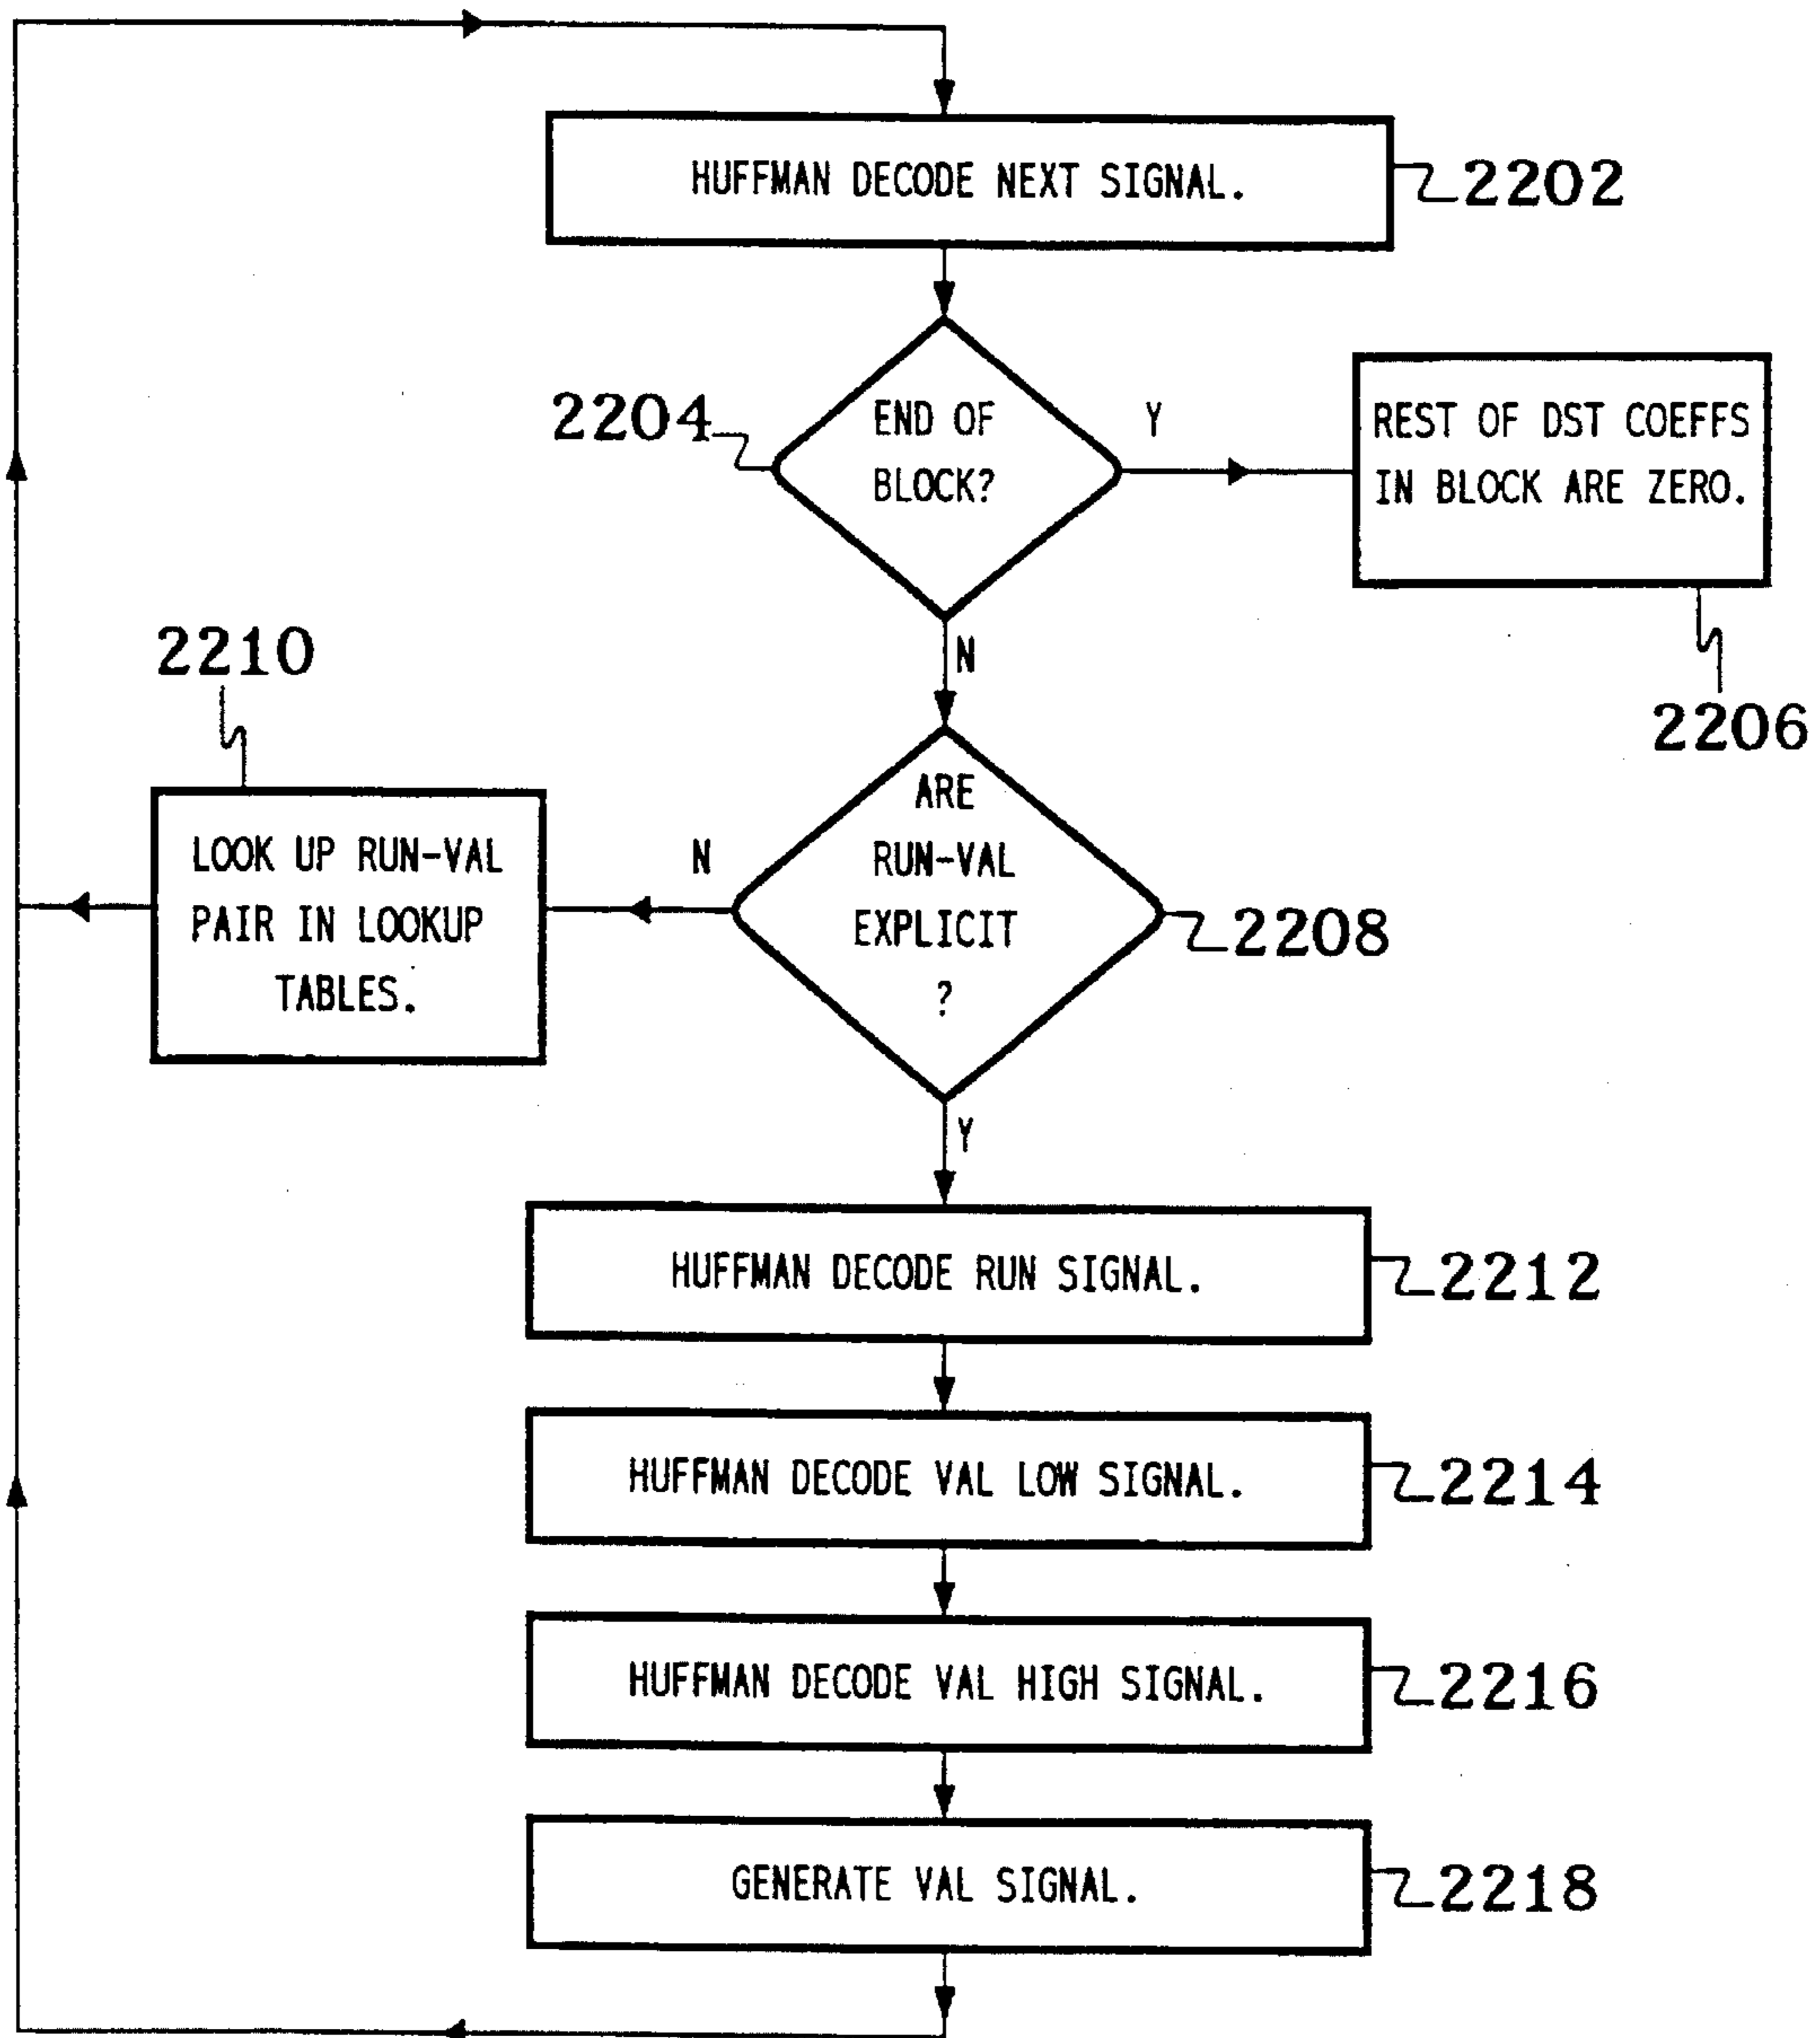 HUFFMAN DECODE NEXT SIGNAL.
2202
2204
END OF
BLOCK?
Y
REST OF DST COEFFS
IN BLOCK ARE ZERO.
2206
N
2210
LOOK UP RUN-VAL
PAIR IN LOOKUP
TABLES.
N
ARE
RUN-VAL
EXPLICIT
?
2208
Y
HUFFMAN DECODE RUN SIGNAL.
2212
HUFFMAN DECODE VAL LOW SIGNAL.
2214
HUFFMAN DECODE VAL HIGH SIGNAL.
2216
GENERATE VAL SIGNAL.
2218